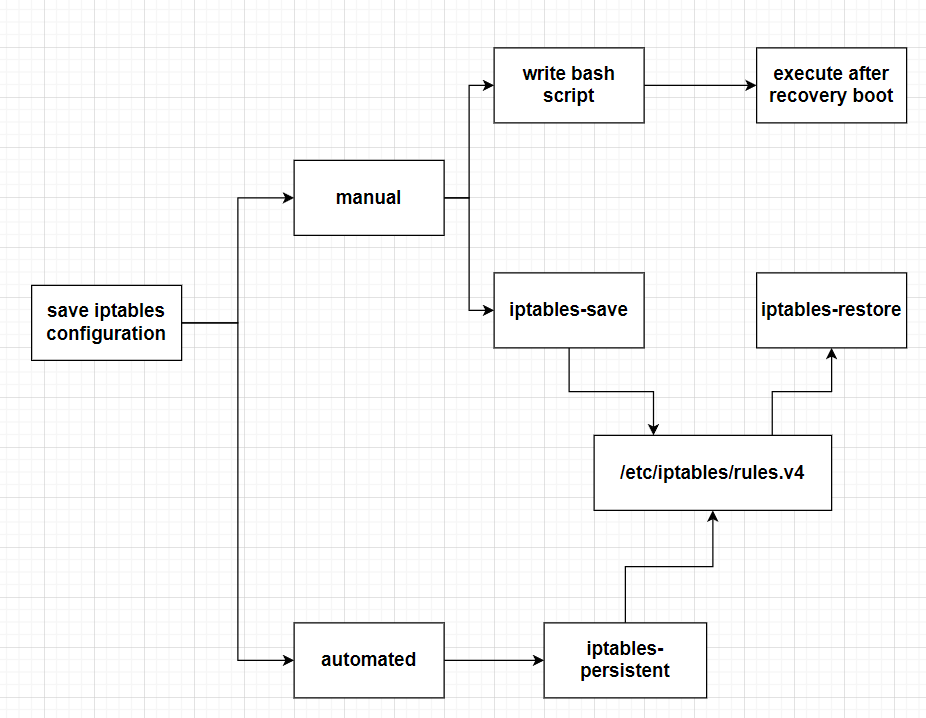 write bash
script
execute after
recovery boot
manual
save iptables
configuration
iptables-save
iptables-restore
/etc/iptables/rules.v4
automated
iptables-
persistent